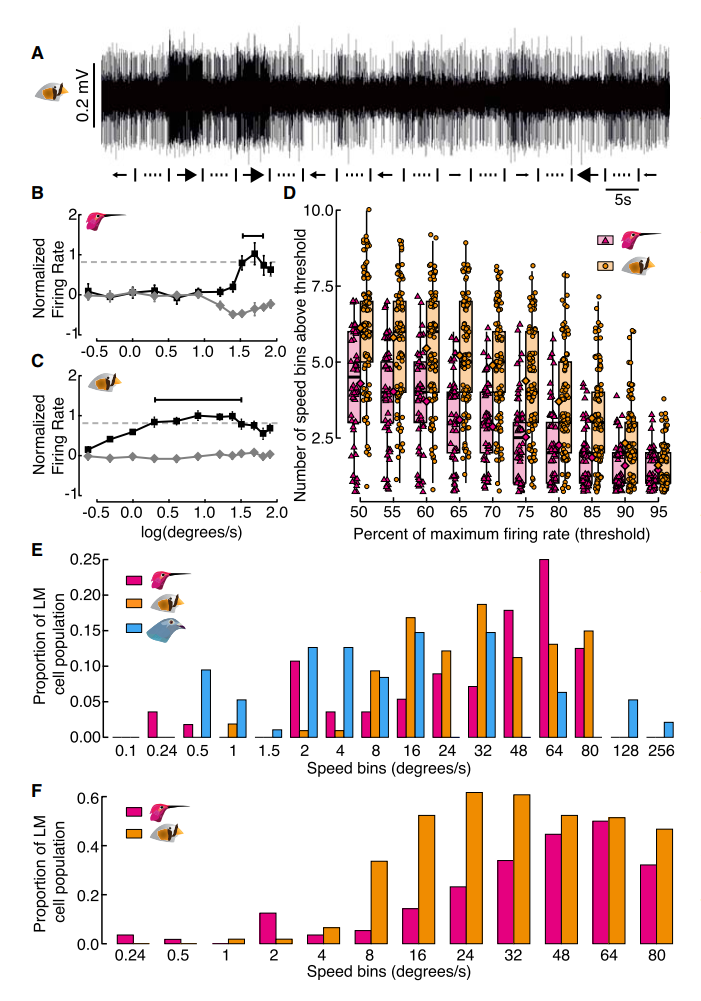 A
0.2 mV
5s
B
Normalized
Firing Rate
2
1
0
-1
-0.5 0.0 0.5 1.0 1.5 2.0
C
Normalized
Firing Rate
2
1
0
-1
-0.5 0.0 0.5 1.0 1.5 2.0
log(degrees/s)
D
Number of speed bins above threshold
10.0
7.5
5.0
2.5
50 55 60 65 70 75 80 85 90 95
Percent of maximum firing rate (threshold)
E
Proportion of LM
cell population
0.25
0.20
0.15
0.10
0.05
0.00
0.1 0.24 0.5 1 1.5 2 4 8 16 24 32 48 64 80 128 256
Speed bins (degrees/s)
F
Proportion of LM
cell population
0.6
0.4
0.2
0.0
0.24 0.5 1 2 4 8 16 24 32 48 64 80
Speed bins (degrees/s)